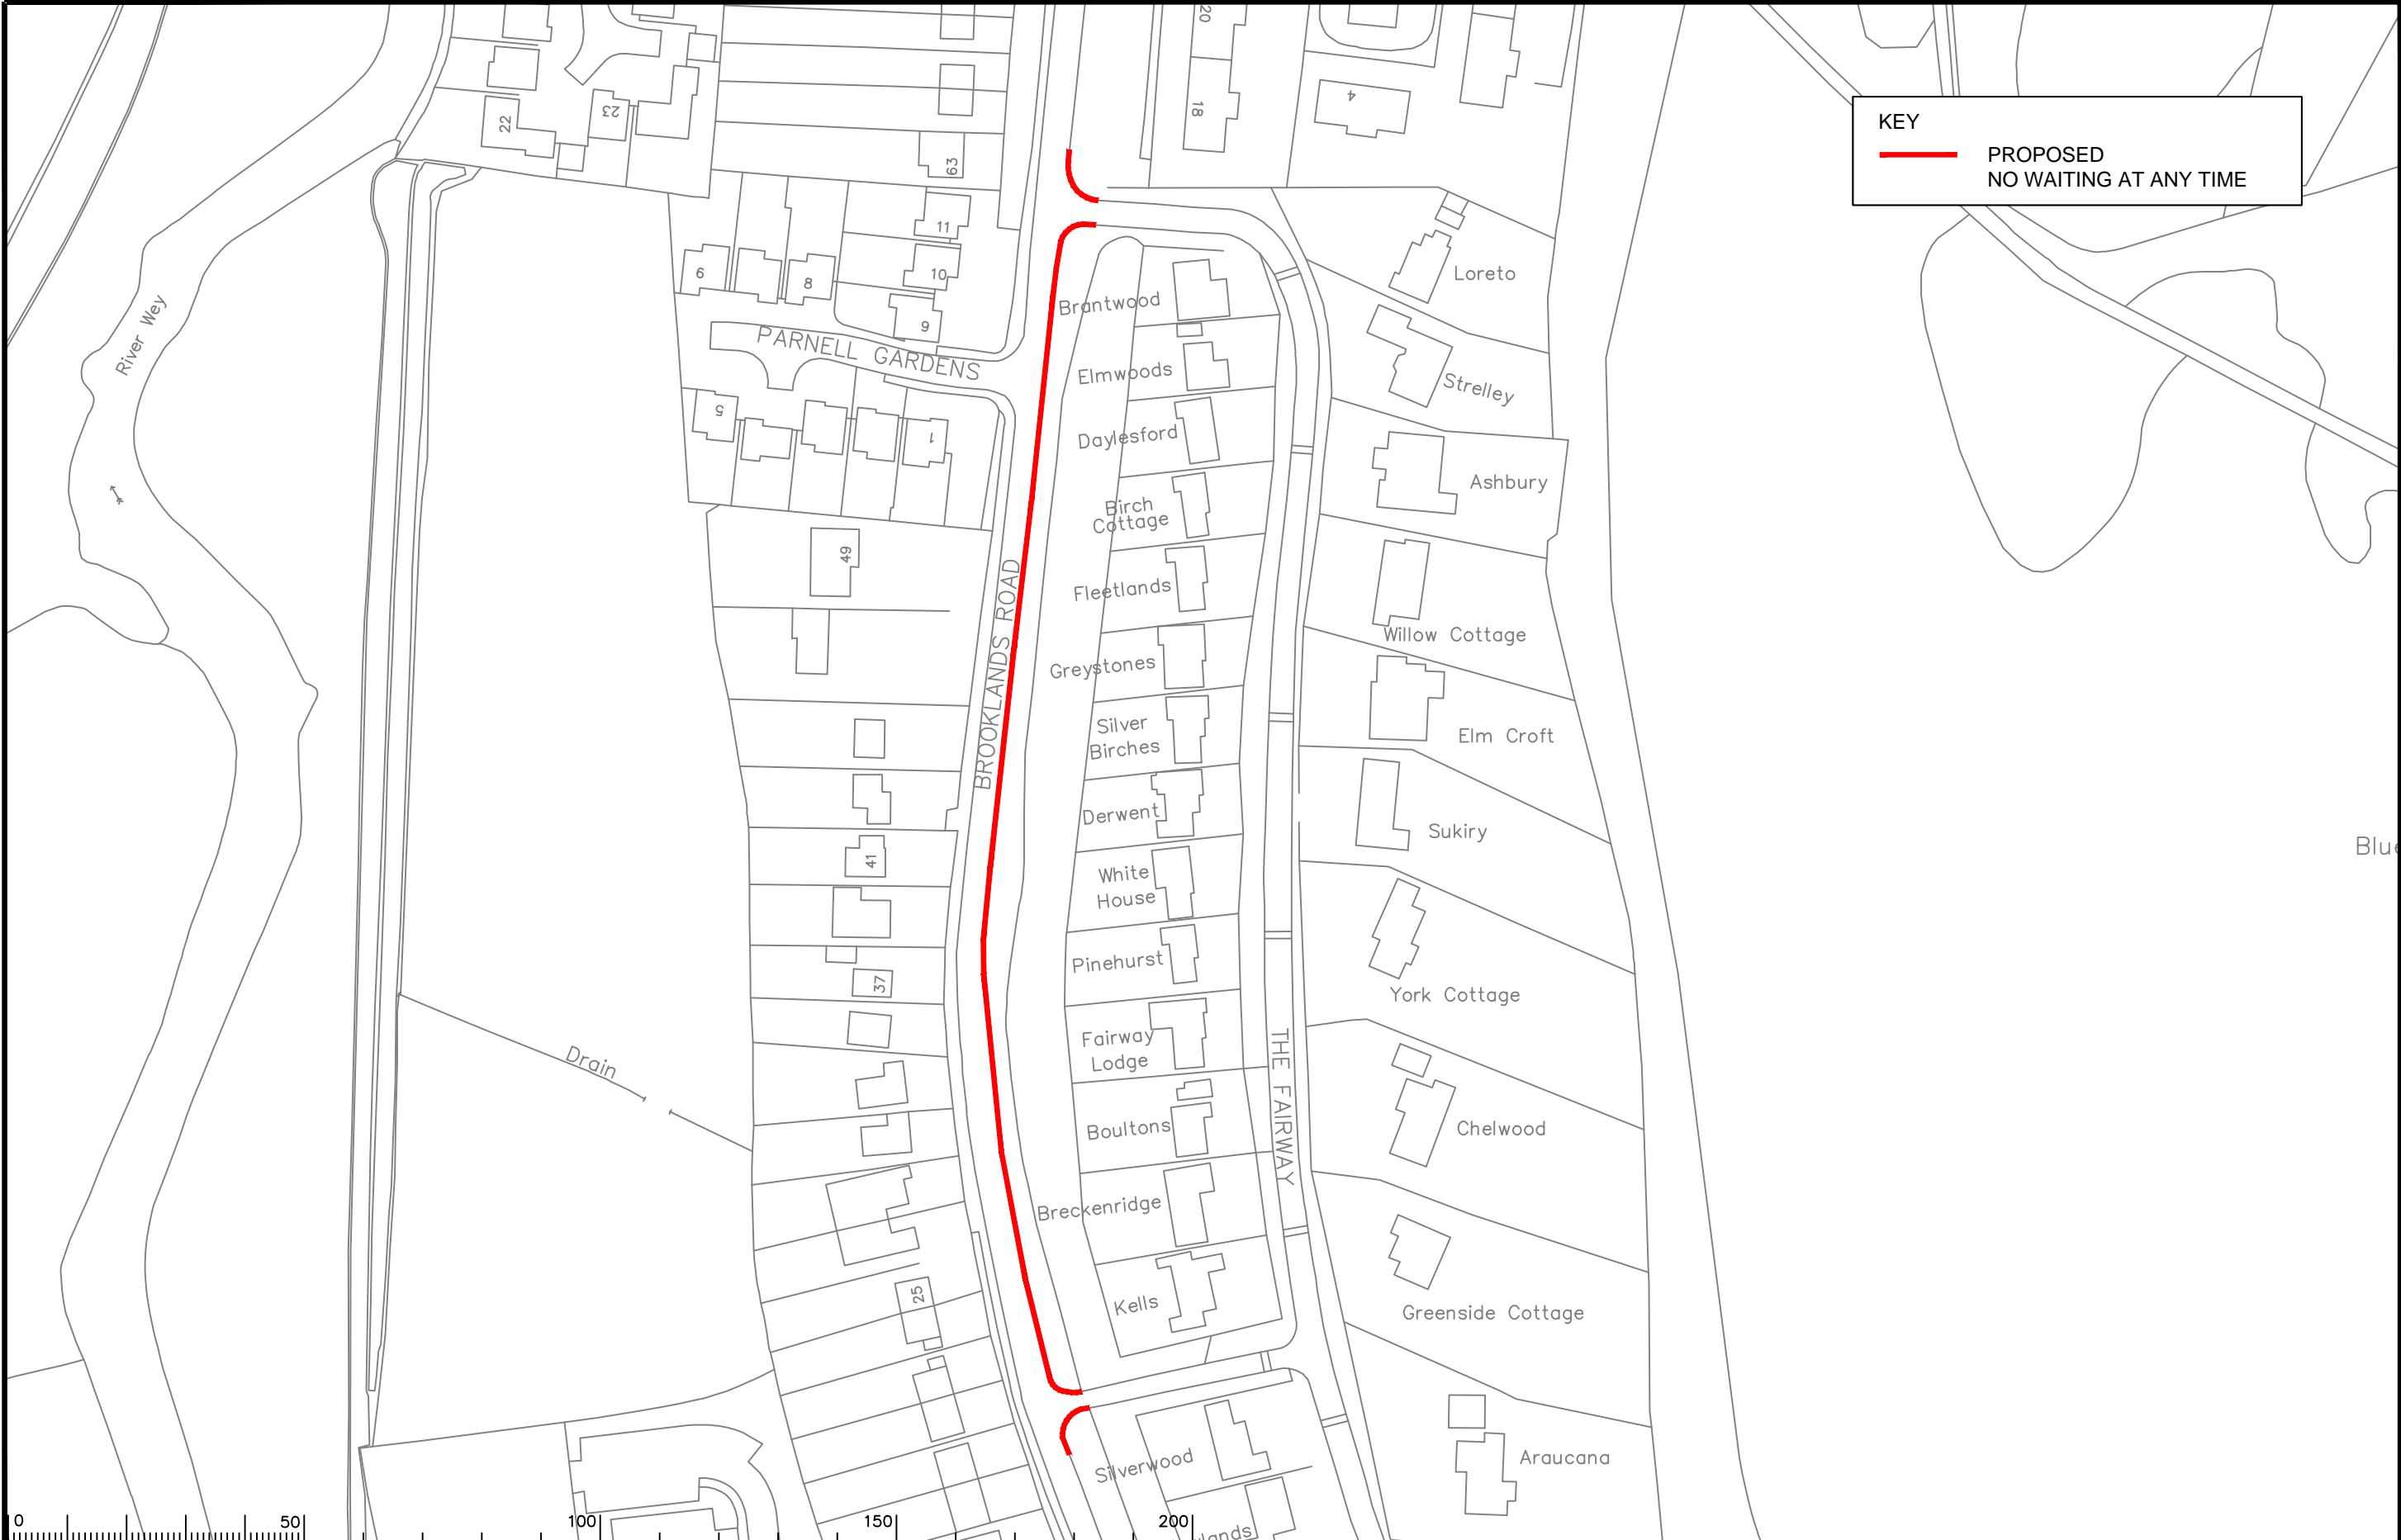 KEY
PROPOSED
NO WAITING AT ANY TIME
20
18
4
22
23
63
11
10
9
6
8
PARNELL GARDENS
5
1
River Wey
49
BROOKLANDS ROAD
41
37
Drain
25
Brantwood
Elmwoods
Daylesford
Birch
Cottage
Fleetlands
Greystones
Silver
Birches
Derwent
White
House
Pinehurst
Fairway
Lodge
Boultons
Breckenridge
Kells
Silverwood
lands
THE FAIRWAY
Loreto
Strelley
Ashbury
Willow Cottage
Elm Croft
Sukiry
York Cottage
Chelwood
Greenside Cottage
Araucana
Blue
0
50
100
150
200